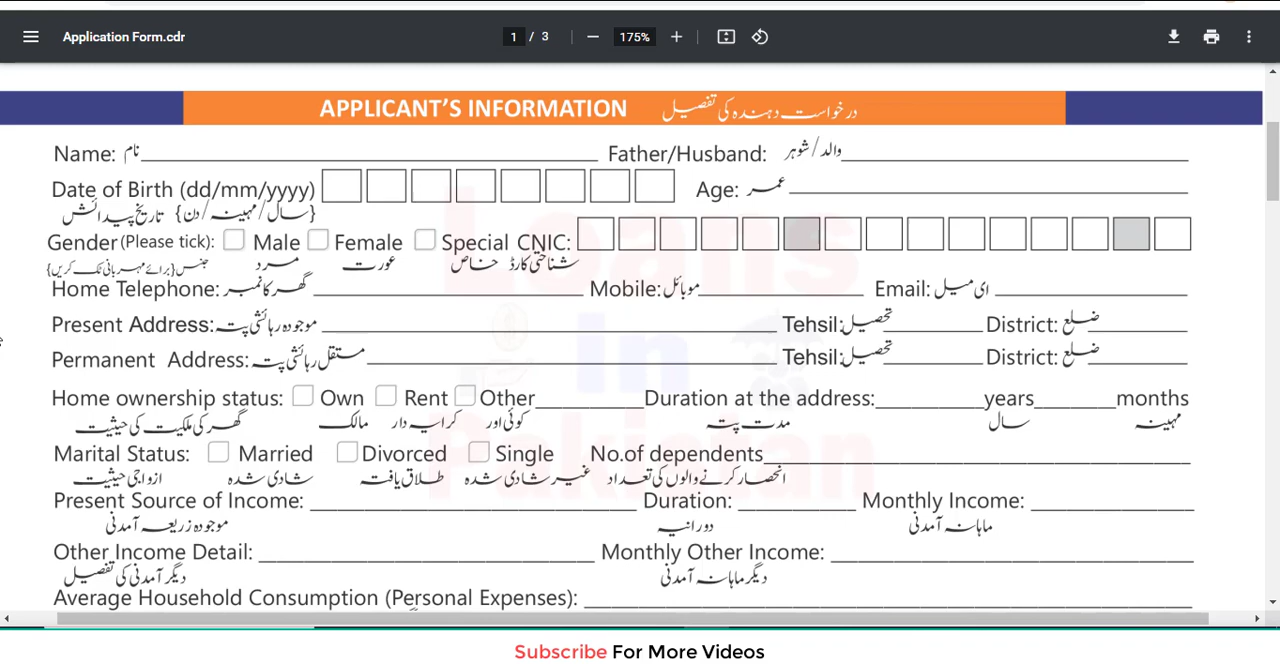 Application Form.cdr 1 / 3 175%
APPLICANT'S INFORMATION درخواست دہندہ کی تفصیل
Name: نام Father/Husband: والد/شوہر
Date of Birth (dd/mm/yyyy) Age: عمر
تاریخ پیدائش {سال/مہینہ/دن}
Gender (Please tick): Male Female Special CNIC:
جنس {برائے مہربانی ٹک کریں} مرد عورت خاص شناختی کارڈ
Home Telephone: گھر کا نمبر Mobile: موبائل Email: ای میل
Present Address: موجودہ رہائشی پتہ Tehsil: تحصیل District: ضلع
Permanent Address: مستقل رہائشی پتہ Tehsil: تحصیل District: ضلع
Home ownership status: Own Rent Other Duration at the address: years months
گھر کی ملکیت کی حیثیت مالک کرایہ دار کوئی اور مدت پتہ سال مہینہ
Marital Status: Married Divorced Single No.of dependents
ازواجی حیثیت شادی شدہ طلاق یافتہ غیر شادی شدہ انحصار کرنے والوں کی تعداد
Present Source of Income: Duration: Monthly Income:
موجودہ زریعہ آمدنی دورانیہ ماہانہ آمدنی
Other Income Detail: Monthly Other Income:
دیگر آمدنی کی تفصیل دیگر ماہانہ آمدنی
Average Household Consumption (Personal Expenses):
Loans
in
Pakistan
Subscribe For More Videos